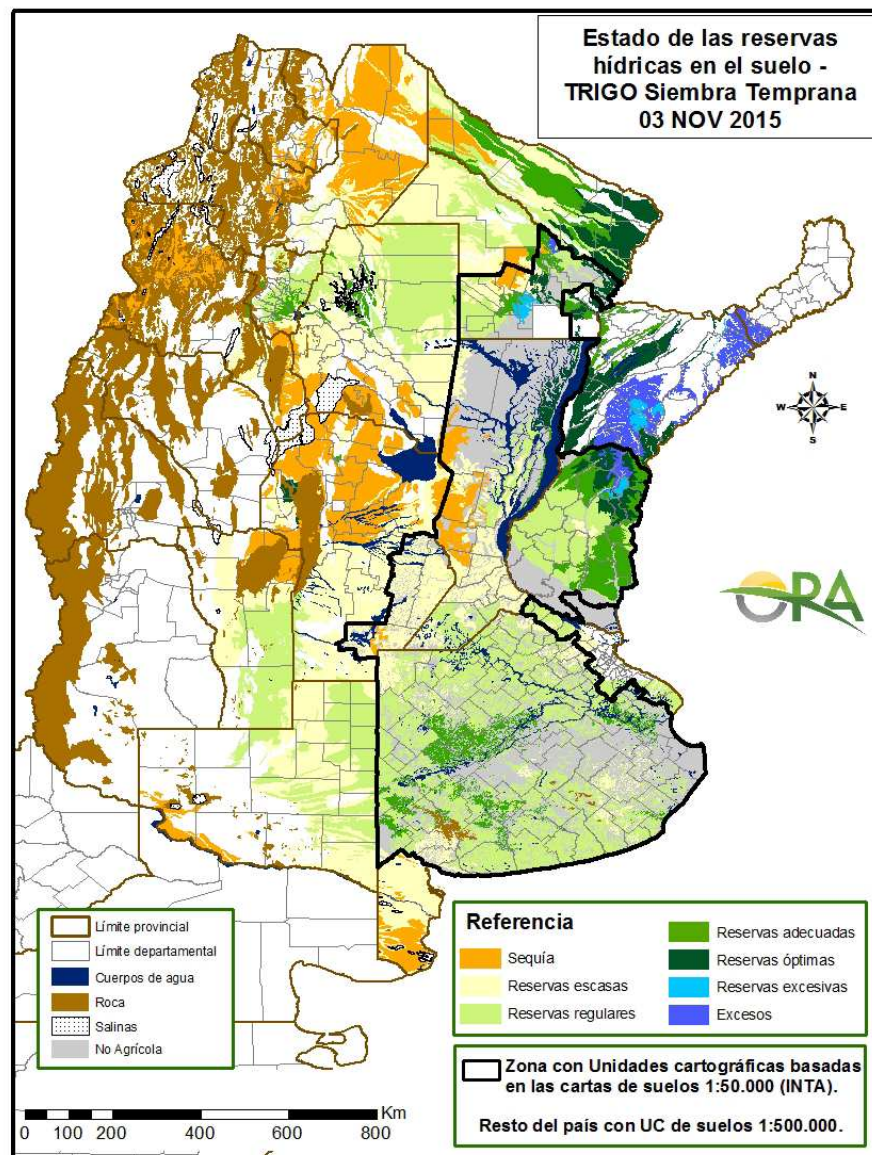 Estado de las reservas
hídricas en el suelo -
TRIGO Siembra Temprana
03 NOV 2015
N
W E
S
ORA
Límite provincial
Límite departamental
Cuerpos de agua
Roca
Salinas
No Agrícola
Referencia
Sequía
Reservas escasas
Reservas regulares
Reservas adecuadas
Reservas óptimas
Reservas excesivas
Excesos
Zona con Unidades cartográficas basadas
en las cartas de suelos 1:50.000 (INTA).
Resto del país con UC de suelos 1:500.000.
Km
0 100 200 400 600 800